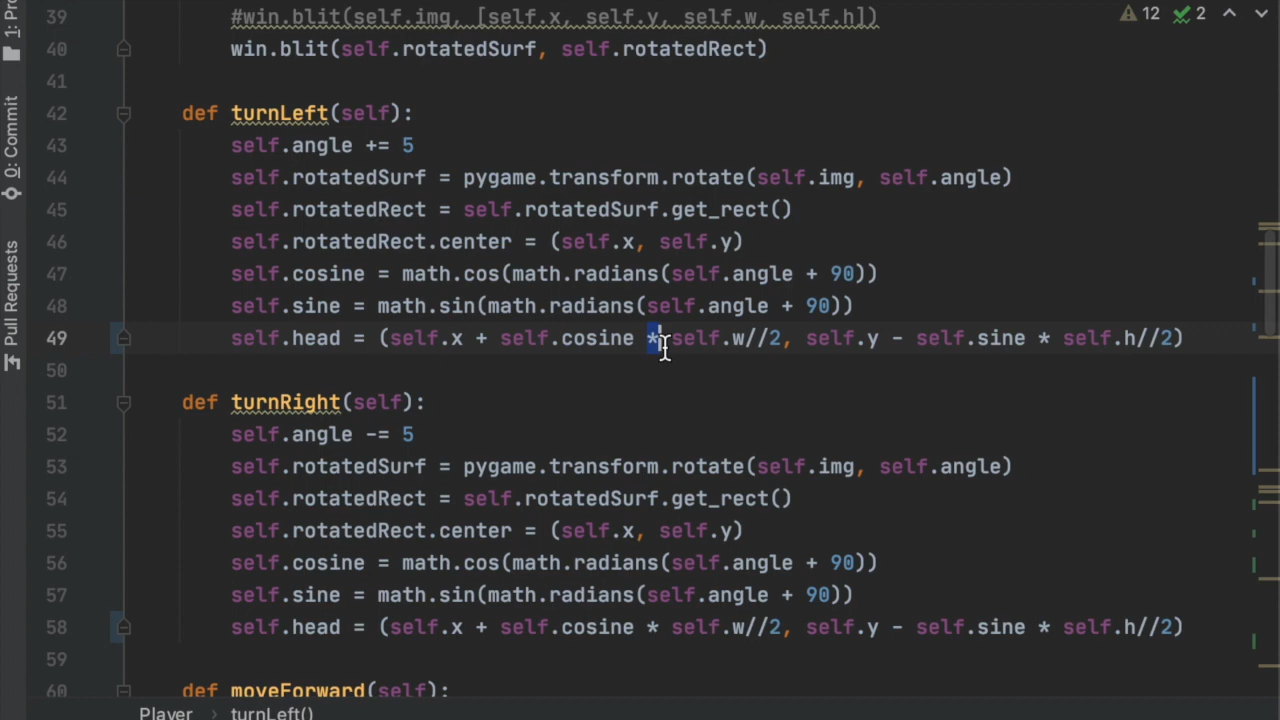 39 #win.blit(self.img, [self.x, self.y, self.w, self.h])
12 2
40 win.blit(self.rotatedSurf, self.rotatedRect)
41
42 def turnLeft(self):
43 self.angle += 5
44 self.rotatedSurf = pygame.transform.rotate(self.img, self.angle)
45 self.rotatedRect = self.rotatedSurf.get_rect()
46 self.rotatedRect.center = (self.x, self.y)
47 self.cosine = math.cos(math.radians(self.angle + 90))
48 self.sine = math.sin(math.radians(self.angle + 90))
49 self.head = (self.x + self.cosine * self.w//2, self.y - self.sine * self.h//2)
50
51 def turnRight(self):
52 self.angle -= 5
53 self.rotatedSurf = pygame.transform.rotate(self.img, self.angle)
54 self.rotatedRect = self.rotatedSurf.get_rect()
55 self.rotatedRect.center = (self.x, self.y)
56 self.cosine = math.cos(math.radians(self.angle + 90))
57 self.sine = math.sin(math.radians(self.angle + 90))
58 self.head = (self.x + self.cosine * self.w//2, self.y - self.sine * self.h//2)
59
60 def moveForward(self):
Player › turnLeft()
1: Pro
0: Commit
Pull Requests